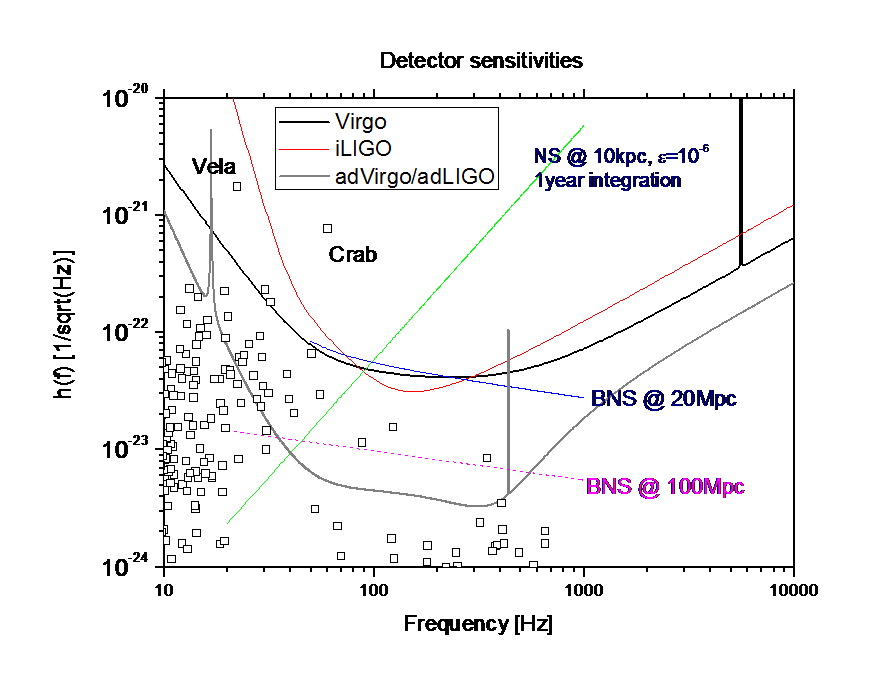 Detector sensitivities
10⁻²⁰
Virgo
iLIGO
adVirgo/adLIGO
Vela
NS @ 10kpc, ε=10⁻⁶
1year integration
10⁻²¹
Crab
h(f) [1/sqrt(Hz)]
10⁻²²
BNS @ 20Mpc
10⁻²³
BNS @ 100Mpc
10⁻²⁴
10 100 1000 10000
Frequency [Hz]